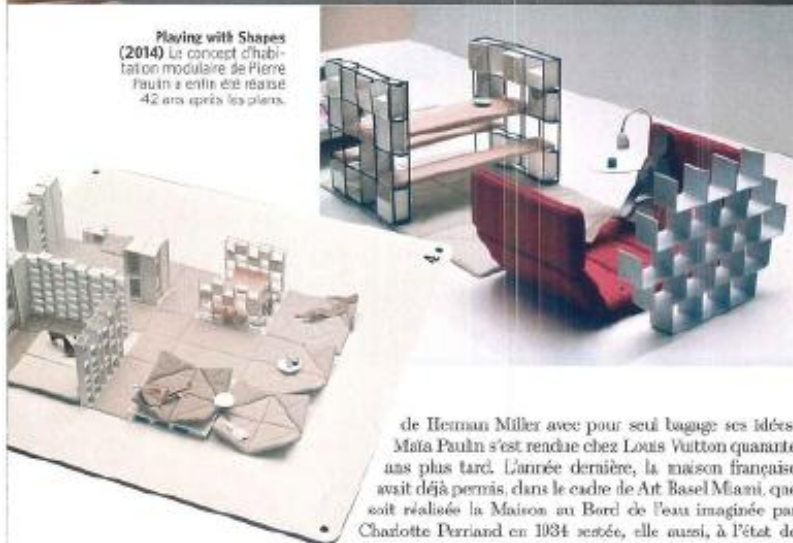 Playing with Shapes
(2014) Le concept d'habi-
tation modulaire de Pierre
Paulin a enfin été réalisé
42 ans après les plans.
4.
de Herman Miller avec pour seul bagage ses idées
Maïa Paulin s'est rendue chez Louis Vuitton quarante
ans plus tard. L'année dernière, la maison française
avait déjà permis, dans le cadre de Art Basel Miami, que
soit réalisée la Maison au Bord de l'eau imaginée par
Charlotte Perriand en 1934 restée, elle aussi, à l'état de